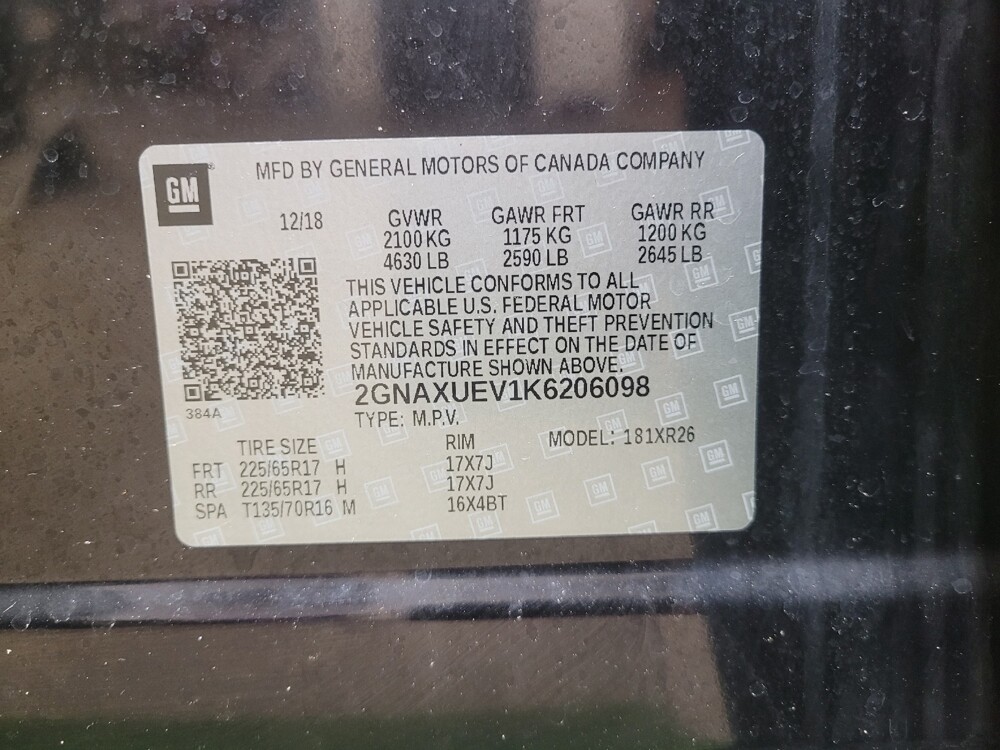 GM
MFD BY GENERAL MOTORS OF CANADA COMPANY
12/18 GVWR GAWR FRT GAWR RR
2100 KG 1175 KG 1200 KG
4630 LB 2590 LB 2645 LB
THIS VEHICLE CONFORMS TO ALL
APPLICABLE U.S. FEDERAL MOTOR
VEHICLE SAFETY AND THEFT PREVENTION
STANDARDS IN EFFECT ON THE DATE OF
MANUFACTURE SHOWN ABOVE.
2GNAXUEV1K6206098
384A
TYPE: M.P.V.
TIRE SIZE RIM MODEL: 181XR26
FRT 225/65R17 H 17X7J
RR 225/65R17 H 17X7J
SPA T135/70R16 M 16X4BT